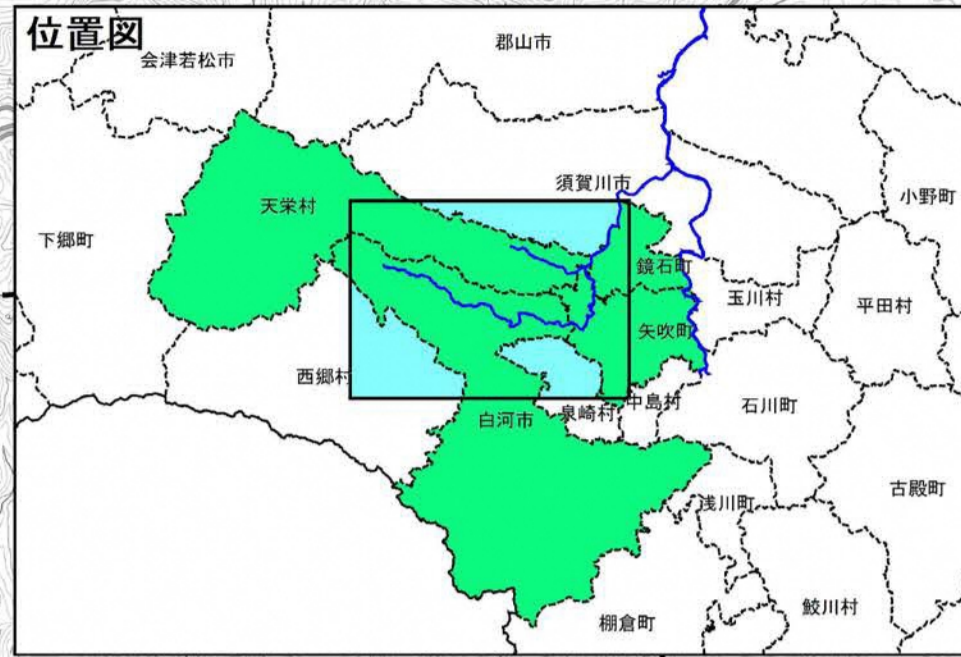 位置図
会津若松市
郡山市
須賀川市
小野町
天栄村
下郷町
鏡石町
玉川村
平田村
矢吹町
西郷村
中島村
石川町
泉崎村
白河市
古殿町
浅川町
鮫川村
棚倉町